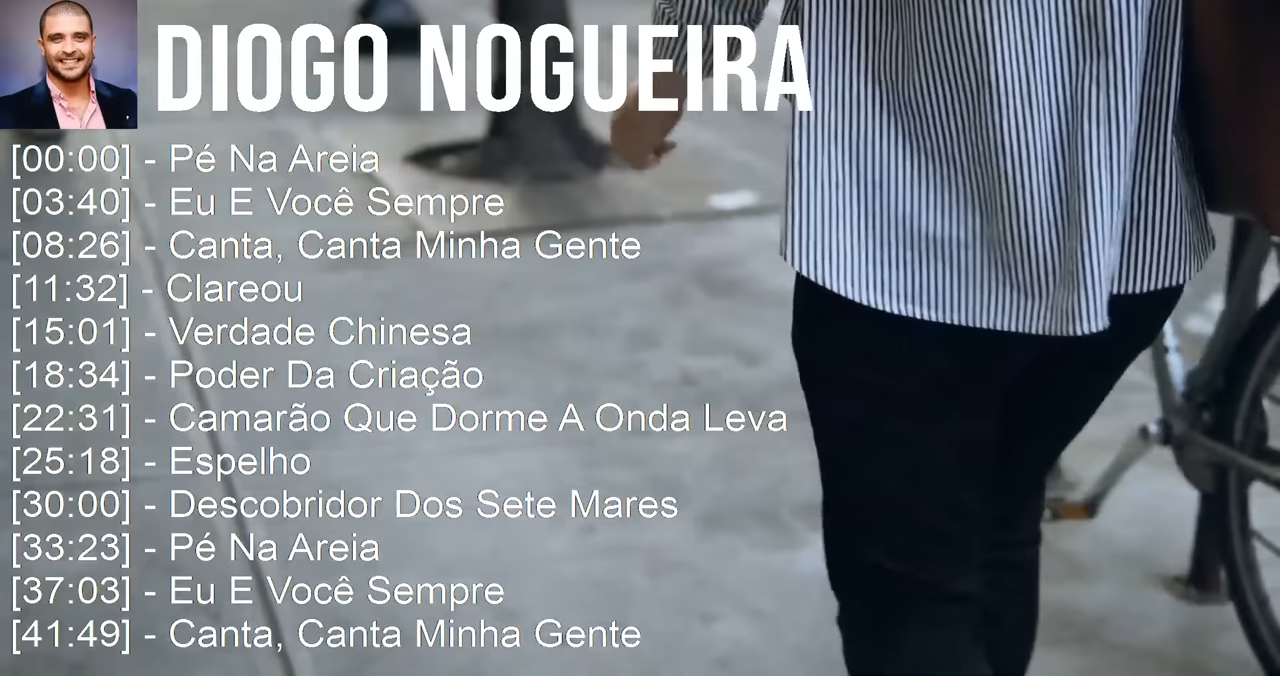 DIOGO NOGUEIRA
[00:00] - Pé Na Areia
[03:40] - Eu E Você Sempre
[08:26] - Canta, Canta Minha Gente
[11:32] - Clareou
[15:01] - Verdade Chinesa
[18:34] - Poder Da Criação
[22:31] - Camarão Que Dorme A Onda Leva
[25:18] - Espelho
[30:00] - Descobridor Dos Sete Mares
[33:23] - Pé Na Areia
[37:03] - Eu E Você Sempre
[41:49] - Canta, Canta Minha Gente